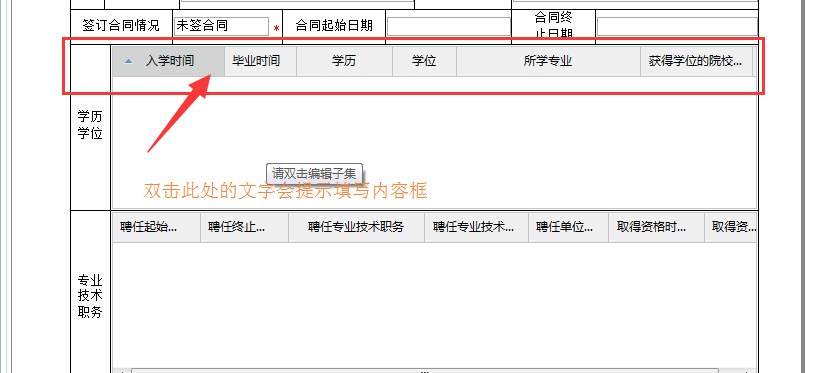 签订合同情况 未签合同 * 合同起始日期 合同终
止日期
入学时间 毕业时间 学历 学位 所学专业 获得学位的院校...
学历
学位
请双击编辑子集
双击此处的文字会提示填写内容框
聘任起始... 聘任终止... 聘任专业技术职务 聘任专业技术... 聘任单位... 取得资格时... 取得资...
专业
技术
职务